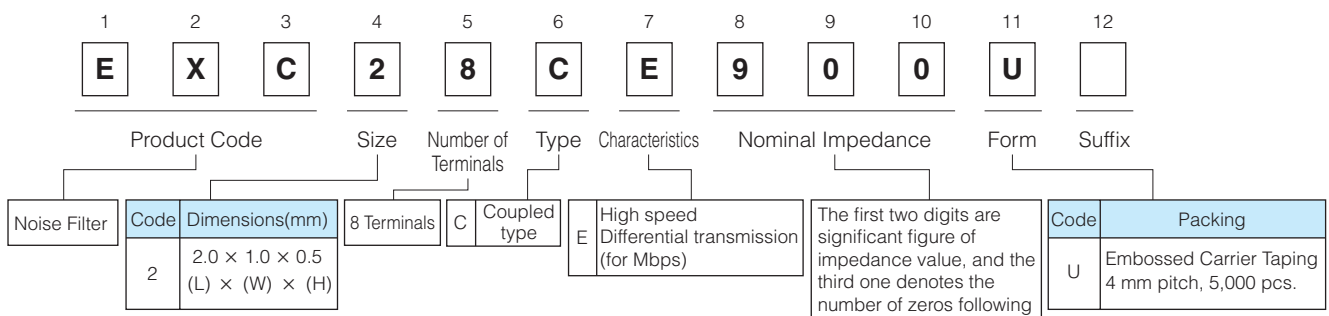 1 2 3 4 5 6 7 8 9 10 11 12
E X C 2 8 C E 9 0 0 U
Product Code Size Number of Terminals Type Characteristics Nominal Impedance Form Suffix
Noise Filter
Code Dimensions(mm)
2 2.0 × 1.0 × 0.5
(L) × (W) × (H)
8 Terminals
C Coupled
type
E High speed
Differential transmission
(for Mbps)
The first two digits are
significant figure of
impedance value, and the
third one denotes the
number of zeros following
Code Packing
U Embossed Carrier Taping
4 mm pitch, 5,000 pcs.